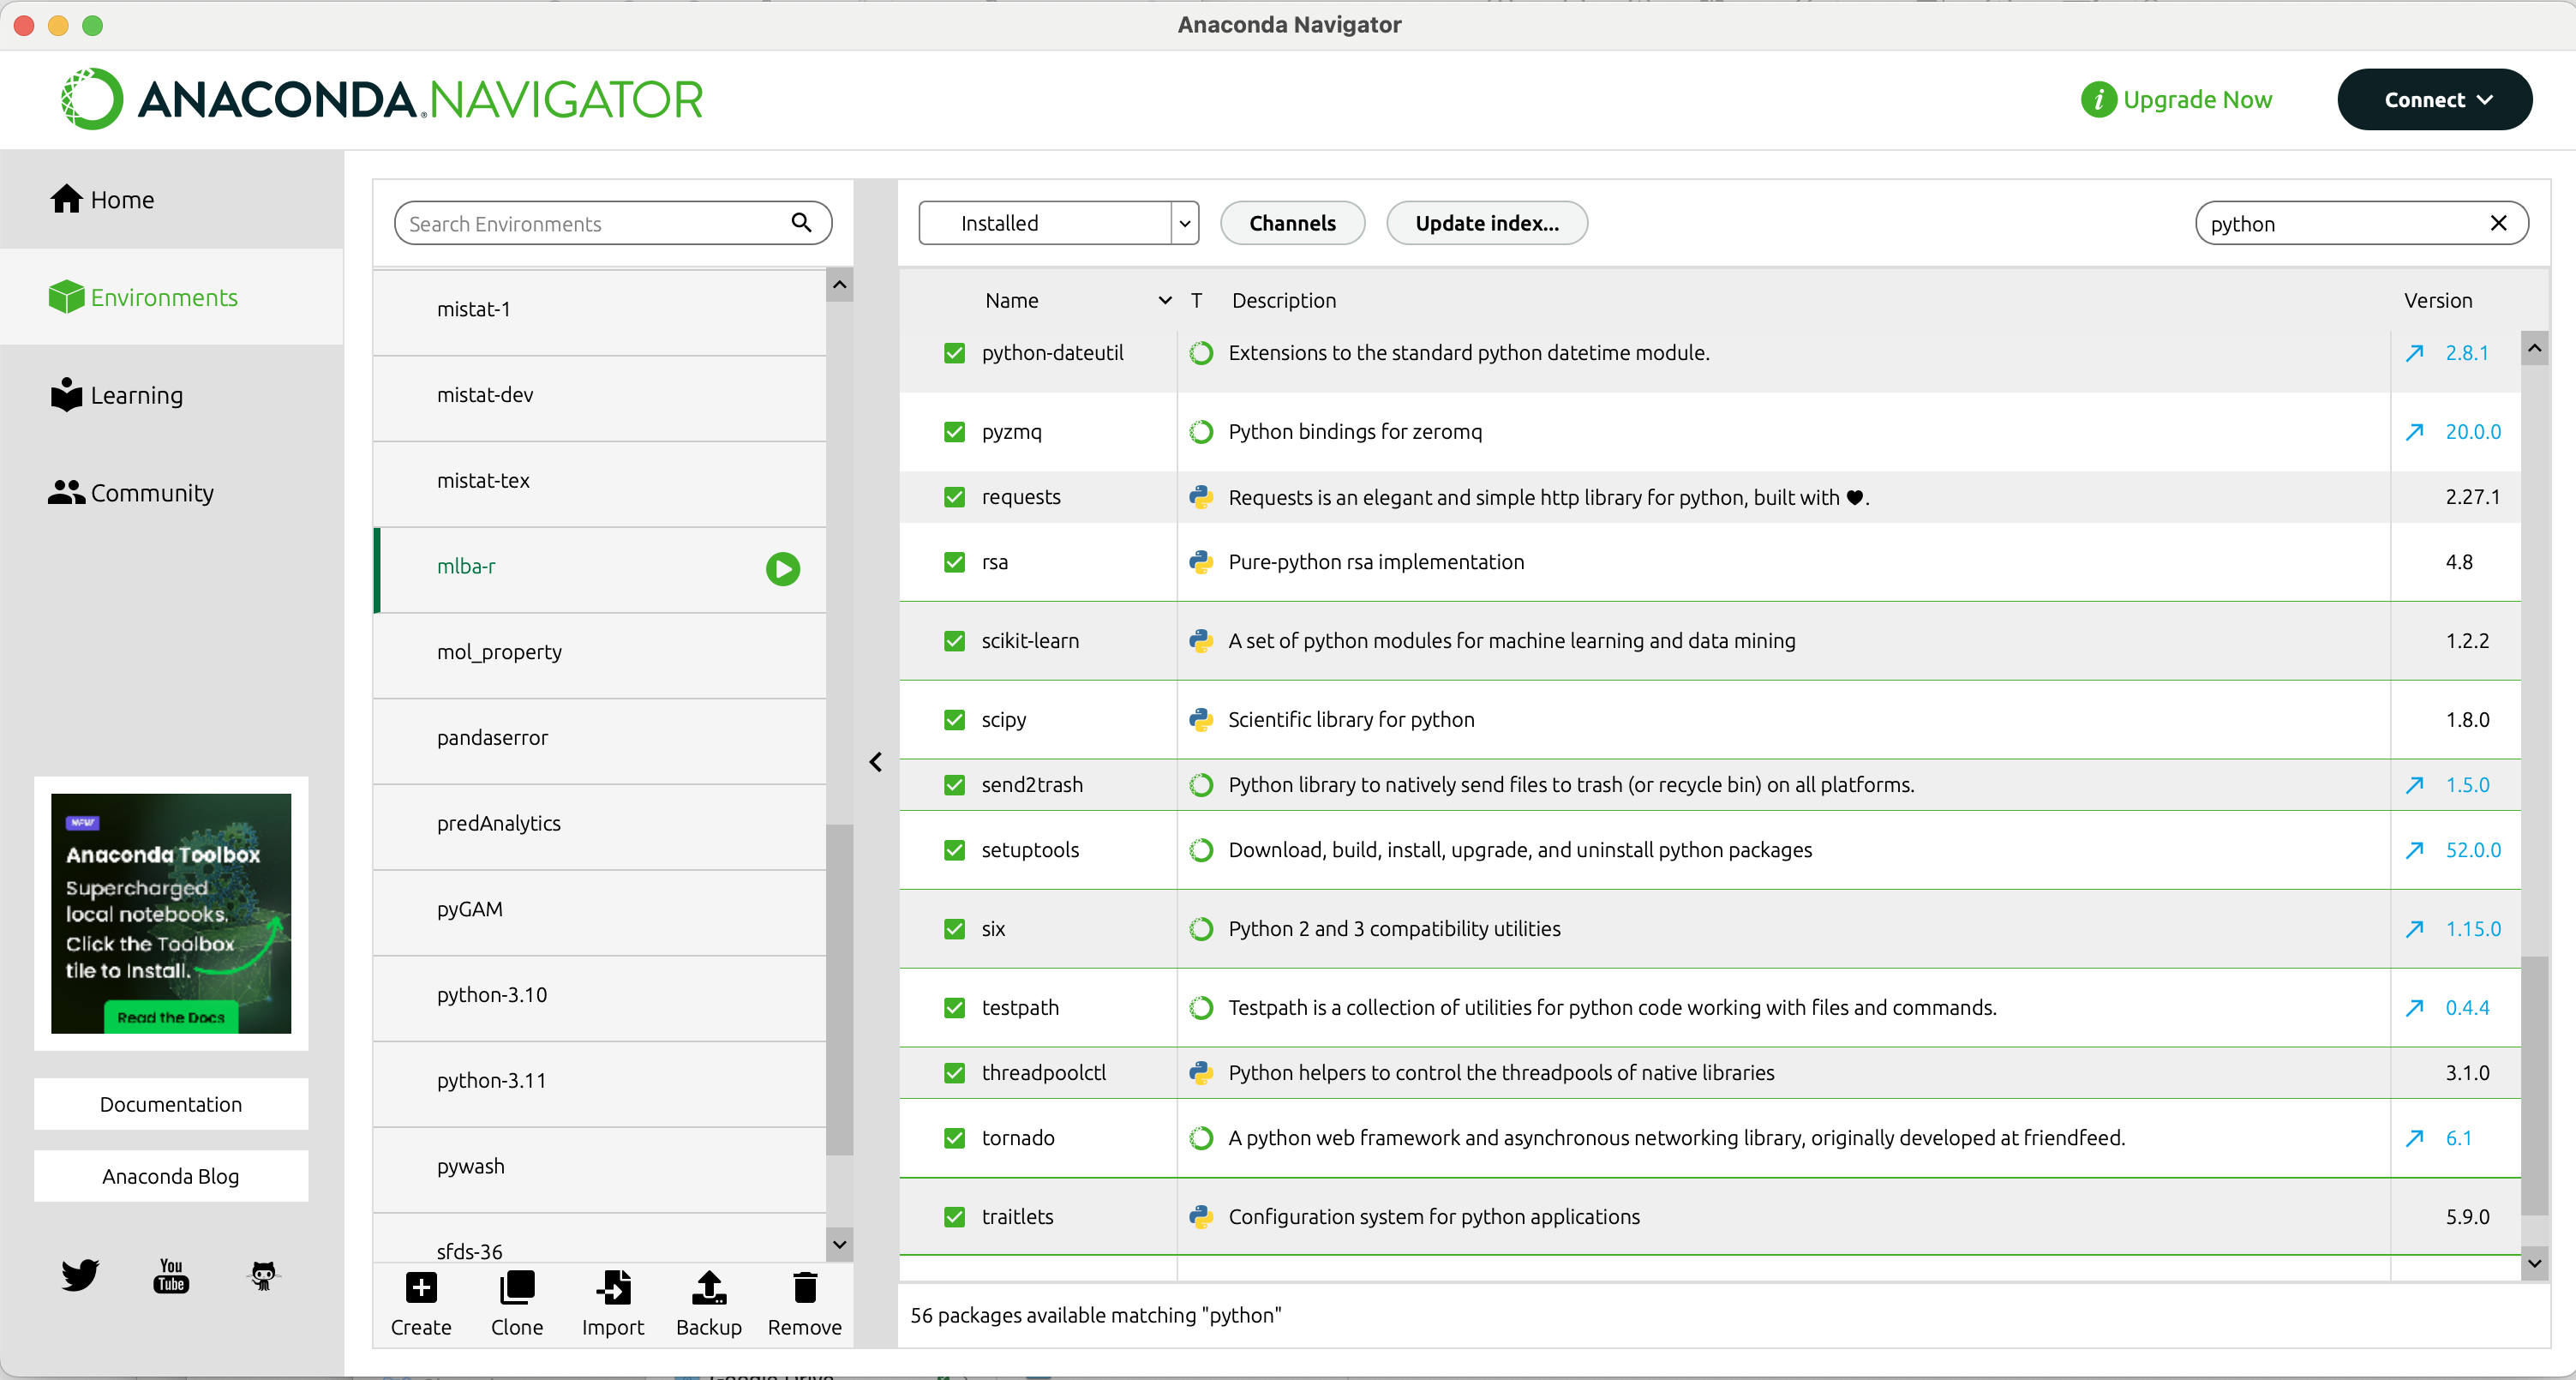 Anaconda Navigator
ANACONDA.NAVIGATOR
i Upgrade Now
Connect
Home
Environments
Learning
Community
NEW
Anaconda Toolbox
Supercharged
local notebooks.
Click the Toolbox
tile to Install.
Read the Docs
Documentation
Anaconda Blog
You
Tube
Search Environments
mistat-1
mistat-dev
mistat-tex
mlba-r
mol_property
pandaserror
predAnalytics
pyGAM
python-3.10
python-3.11
pywash
sfds-36
Create Clone Import Backup Remove
Installed Channels Update index... python
Name T Description Version
python-dateutil Extensions to the standard python datetime module. 2.8.1
pyzmq Python bindings for zeromq 20.0.0
requests Requests is an elegant and simple http library for python, built with ♥. 2.27.1
rsa Pure-python rsa implementation 4.8
scikit-learn A set of python modules for machine learning and data mining 1.2.2
scipy Scientific library for python 1.8.0
send2trash Python library to natively send files to trash (or recycle bin) on all platforms. 1.5.0
setuptools Download, build, install, upgrade, and uninstall python packages 52.0.0
six Python 2 and 3 compatibility utilities 1.15.0
testpath Testpath is a collection of utilities for python code working with files and commands. 0.4.4
threadpoolctl Python helpers to control the threadpools of native libraries 3.1.0
tornado A python web framework and asynchronous networking library, originally developed at friendfeed. 6.1
traitlets Configuration system for python applications 5.9.0
56 packages available matching "python"